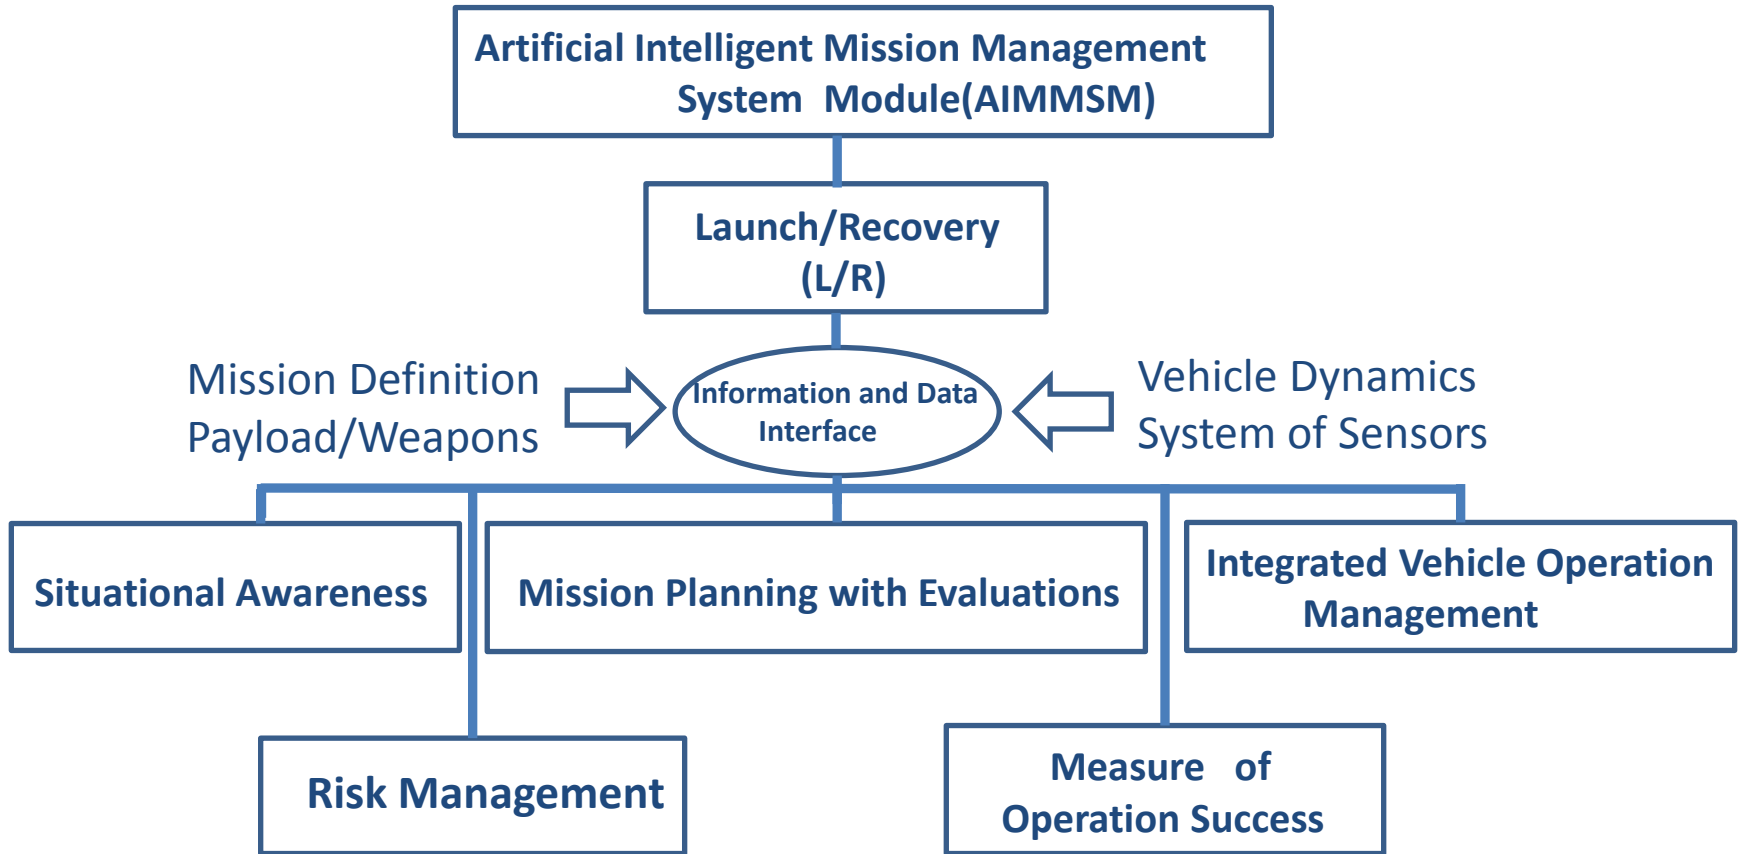 Artificial Intelligent Mission Management
System Module(AIMMSM)
Launch/Recovery
(L/R)
Mission Definition
Payload/Weapons
Information and Data
Interface
Vehicle Dynamics
System of Sensors
Situational Awareness
Mission Planning with Evaluations
Integrated Vehicle Operation
Management
Risk Management
Measure of
Operation Success